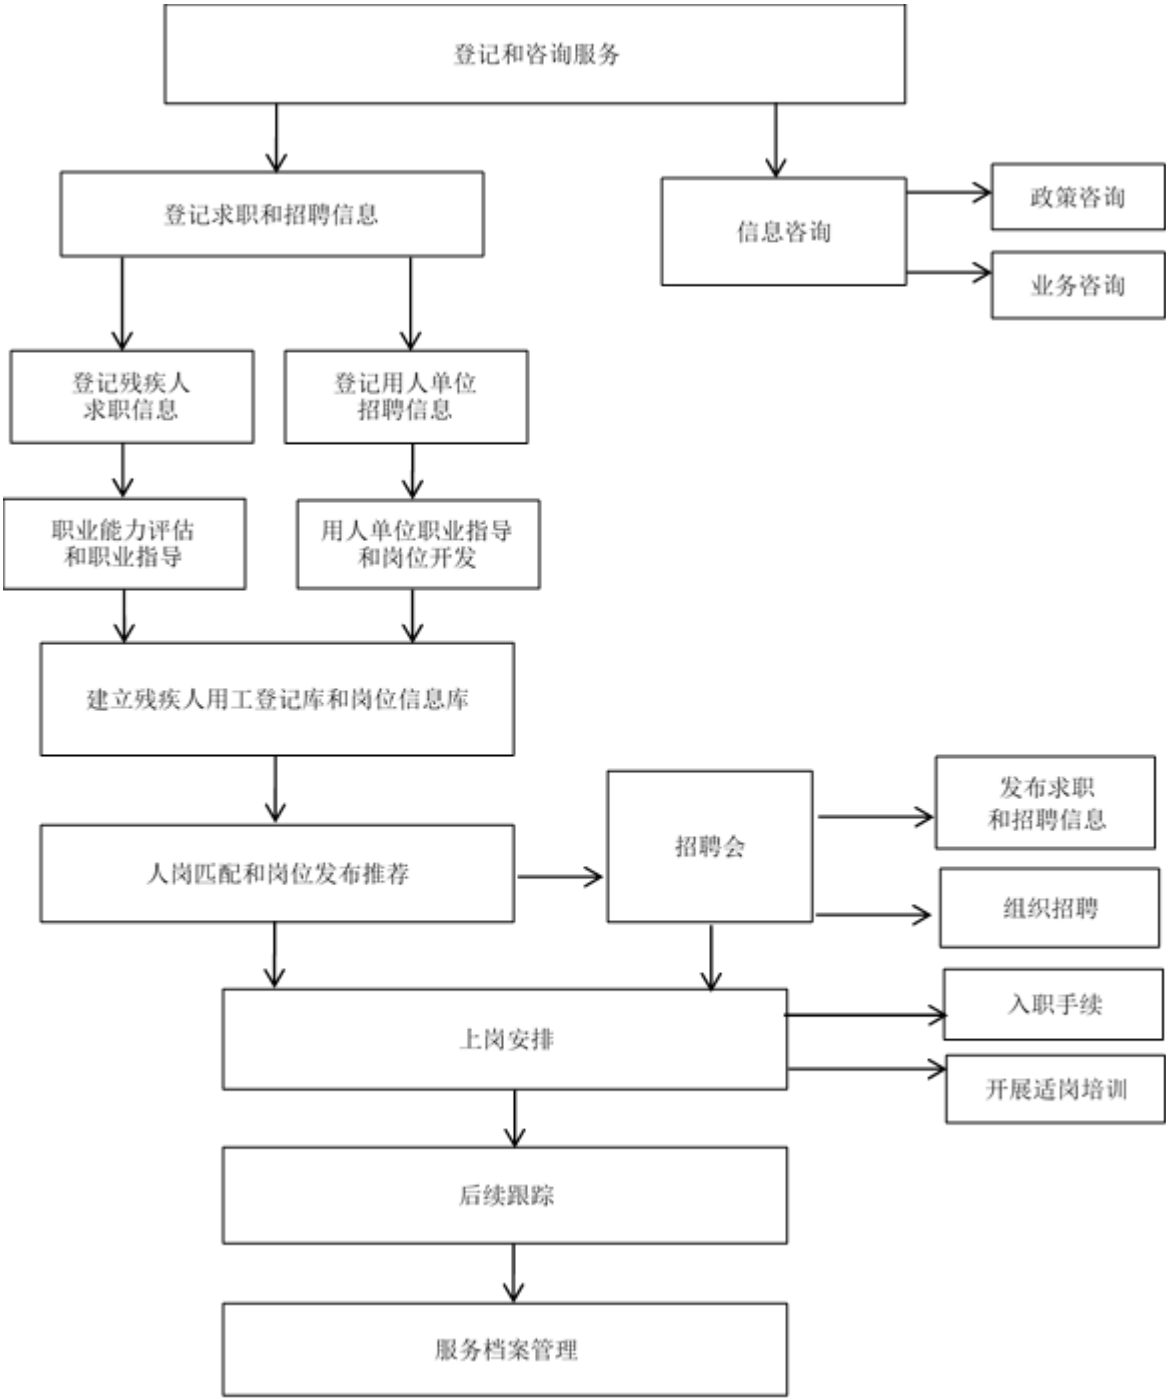 登记和咨询服务
登记求职和招聘信息
信息咨询
政策咨询
业务咨询
登记残疾人
求职信息
登记用人单位
招聘信息
职业能力评估
和职业指导
用人单位职业指导
和岗位开发
建立残疾人用工登记库和岗位信息库
人岗匹配和岗位发布推荐
招聘会
发布求职
和招聘信息
组织招聘
上岗安排
入职手续
开展适岗培训
后续跟踪
服务档案管理